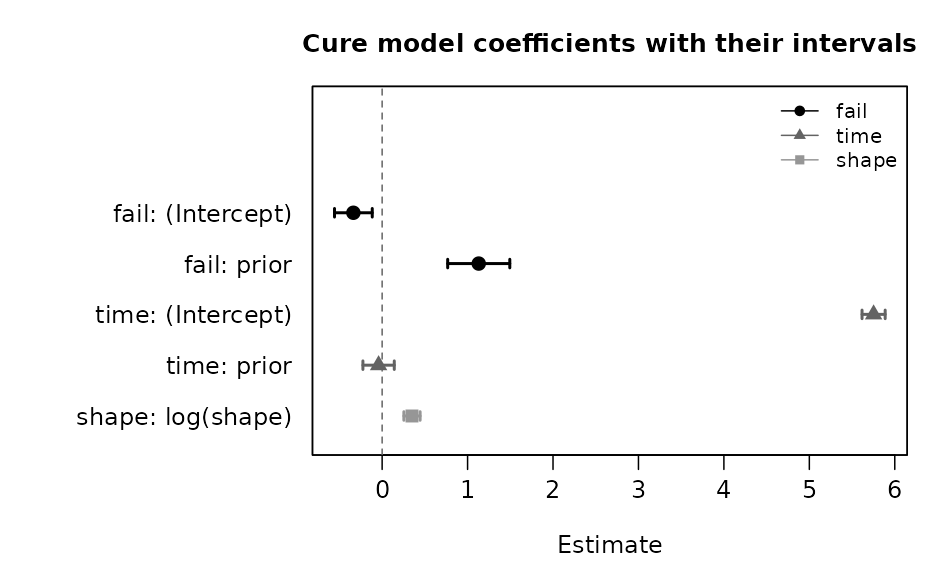 Cure model coefficients with their intervals
fail
time
shape
fail: (Intercept)
fail: prior
time: (Intercept)
time: prior
shape: log(shape)
0 1 2 3 4 5 6
Estimate